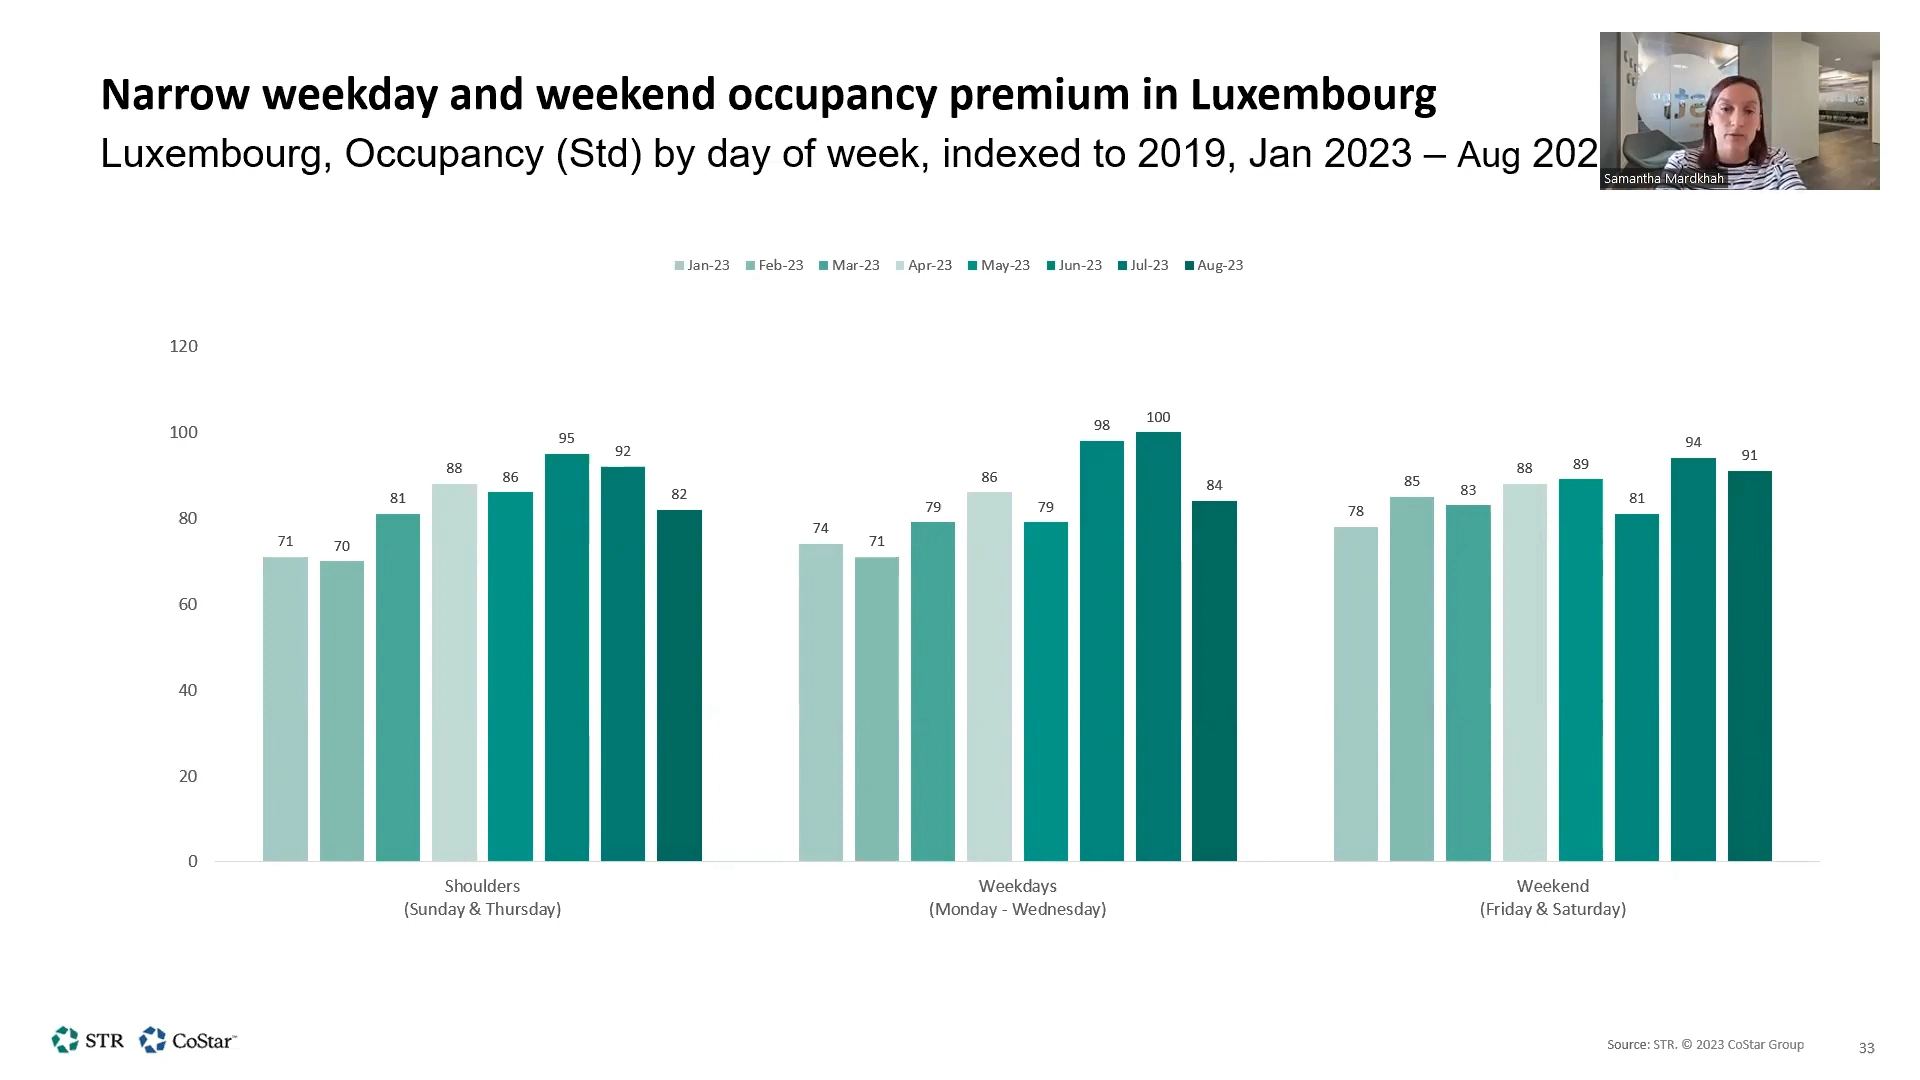 Narrow weekday and weekend occupancy premium in Luxembourg
Luxembourg, Occupancy (Std) by day of week, indexed to 2019, Jan 2023 – Aug 202
Samantha Mardkhah
Jan-23 Feb-23 Mar-23 Apr-23 May-23 Jun-23 Jul-23 Aug-23
120
100
80
60
40
20
0
71 70 81 88 86 95 92 82
74 71 79 86 79 98 100 84
78 85 83 88 89 81 94 91
Shoulders
(Sunday & Thursday)
Weekdays
(Monday - Wednesday)
Weekend
(Friday & Saturday)
STR CoStar™
Source: STR. © 2023 CoStar Group
33